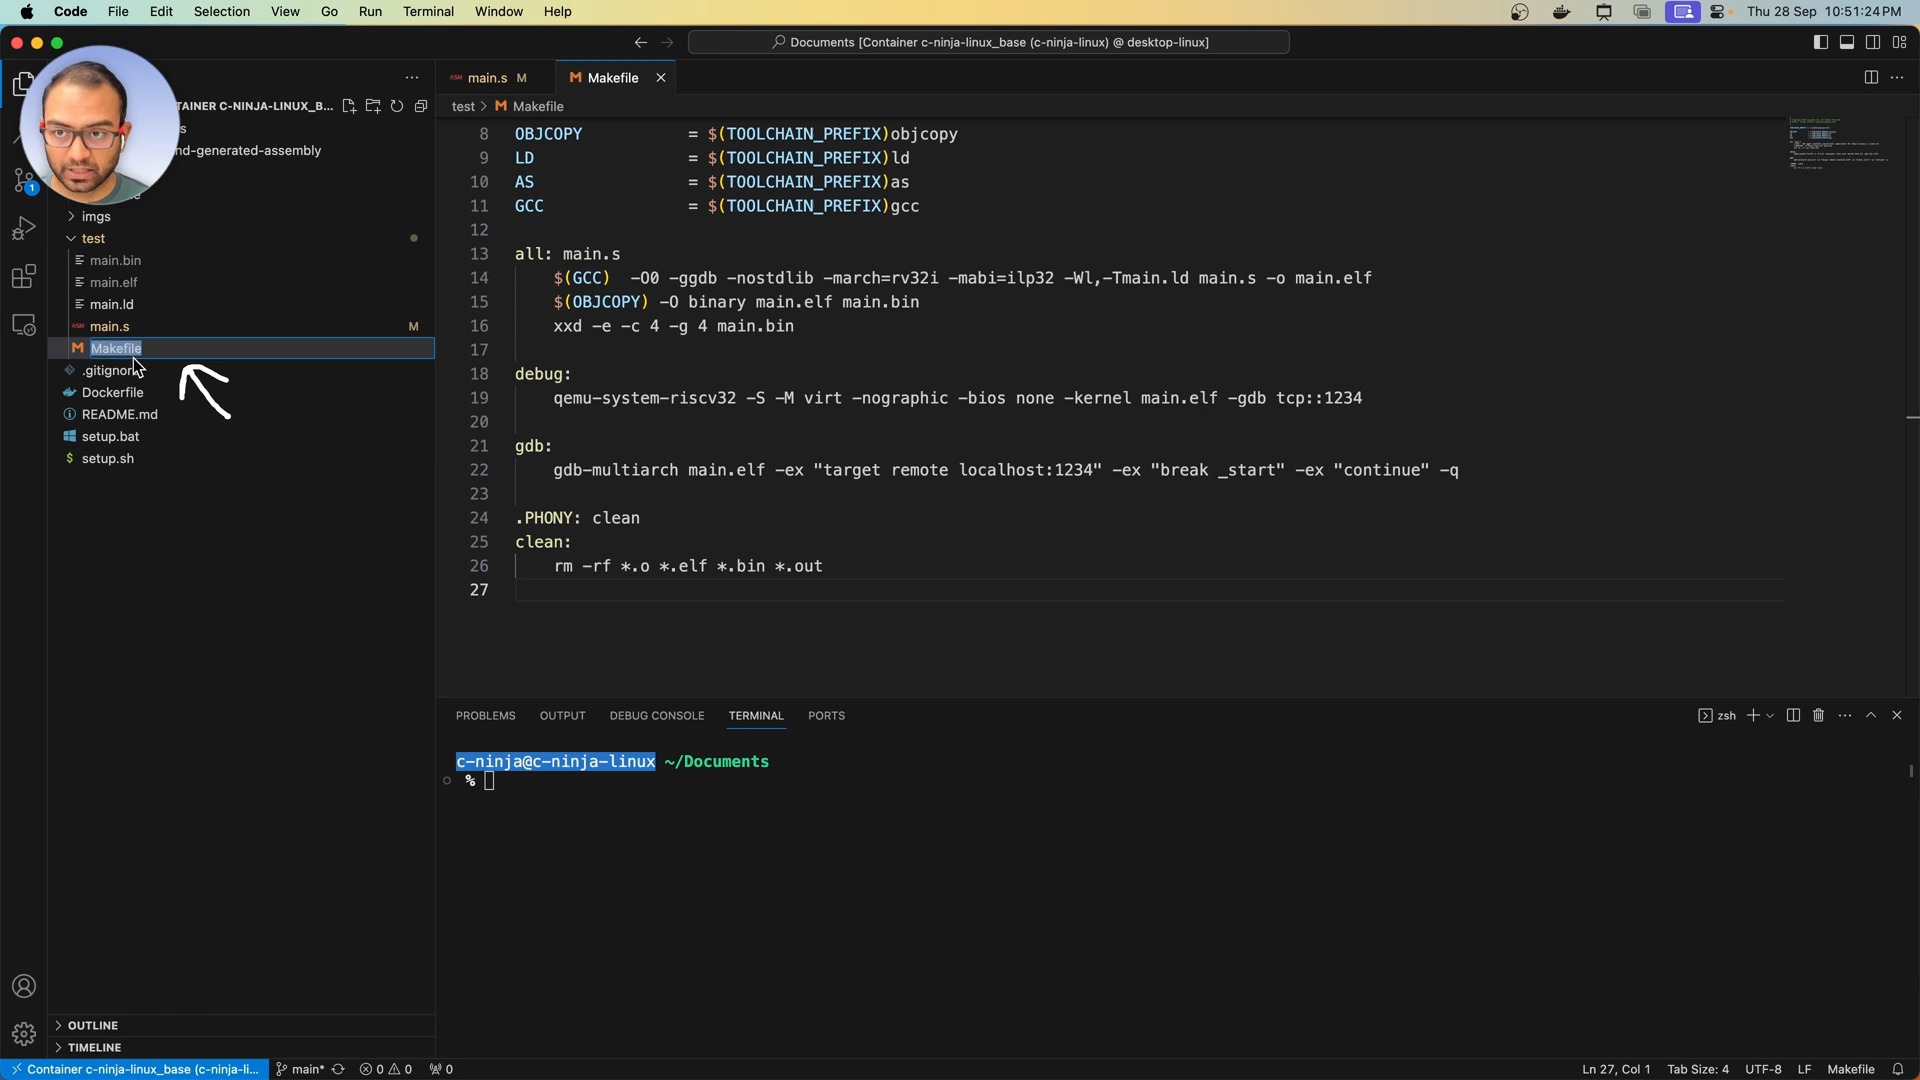 Code File Edit Selection View Go Run Terminal Window Help Thu 28 Sep 10:51:24 PM
Documents [Container c-ninja-linux_base (c-ninja-linux) @ desktop-linux]
TAINER C-NINJA-LINUX_B...
nd-generated-assembly
imgs
test
main.bin
main.elf
main.ld
ASM main.s M
M Makefile
.gitignor
Dockerfile
README.md
setup.bat
$ setup.sh
OUTLINE
TIMELINE
ASM main.s M M Makefile
test > M Makefile
8 OBJCOPY = $(TOOLCHAIN_PREFIX)objcopy
9 LD = $(TOOLCHAIN_PREFIX)ld
10 AS = $(TOOLCHAIN_PREFIX)as
11 GCC = $(TOOLCHAIN_PREFIX)gcc
12
13 all: main.s
14 $(GCC) -O0 -ggdb -nostdlib -march=rv32i -mabi=ilp32 -Wl,-Tmain.ld main.s -o main.elf
15 $(OBJCOPY) -O binary main.elf main.bin
16 xxd -e -c 4 -g 4 main.bin
17
18 debug:
19 qemu-system-riscv32 -S -M virt -nographic -bios none -kernel main.elf -gdb tcp::1234
20
21 gdb:
22 gdb-multiarch main.elf -ex "target remote localhost:1234" -ex "break _start" -ex "continue" -q
23
24 .PHONY: clean
25 clean:
26 rm -rf *.o *.elf *.bin *.out
27
PROBLEMS OUTPUT DEBUG CONSOLE TERMINAL PORTS zsh
c-ninja@c-ninja-linux ~/Documents
%
1
Container c-ninja-linux_base (c-ninja-li... main* 0 0 0 Ln 27, Col 1 Tab Size: 4 UTF-8 LF Makefile